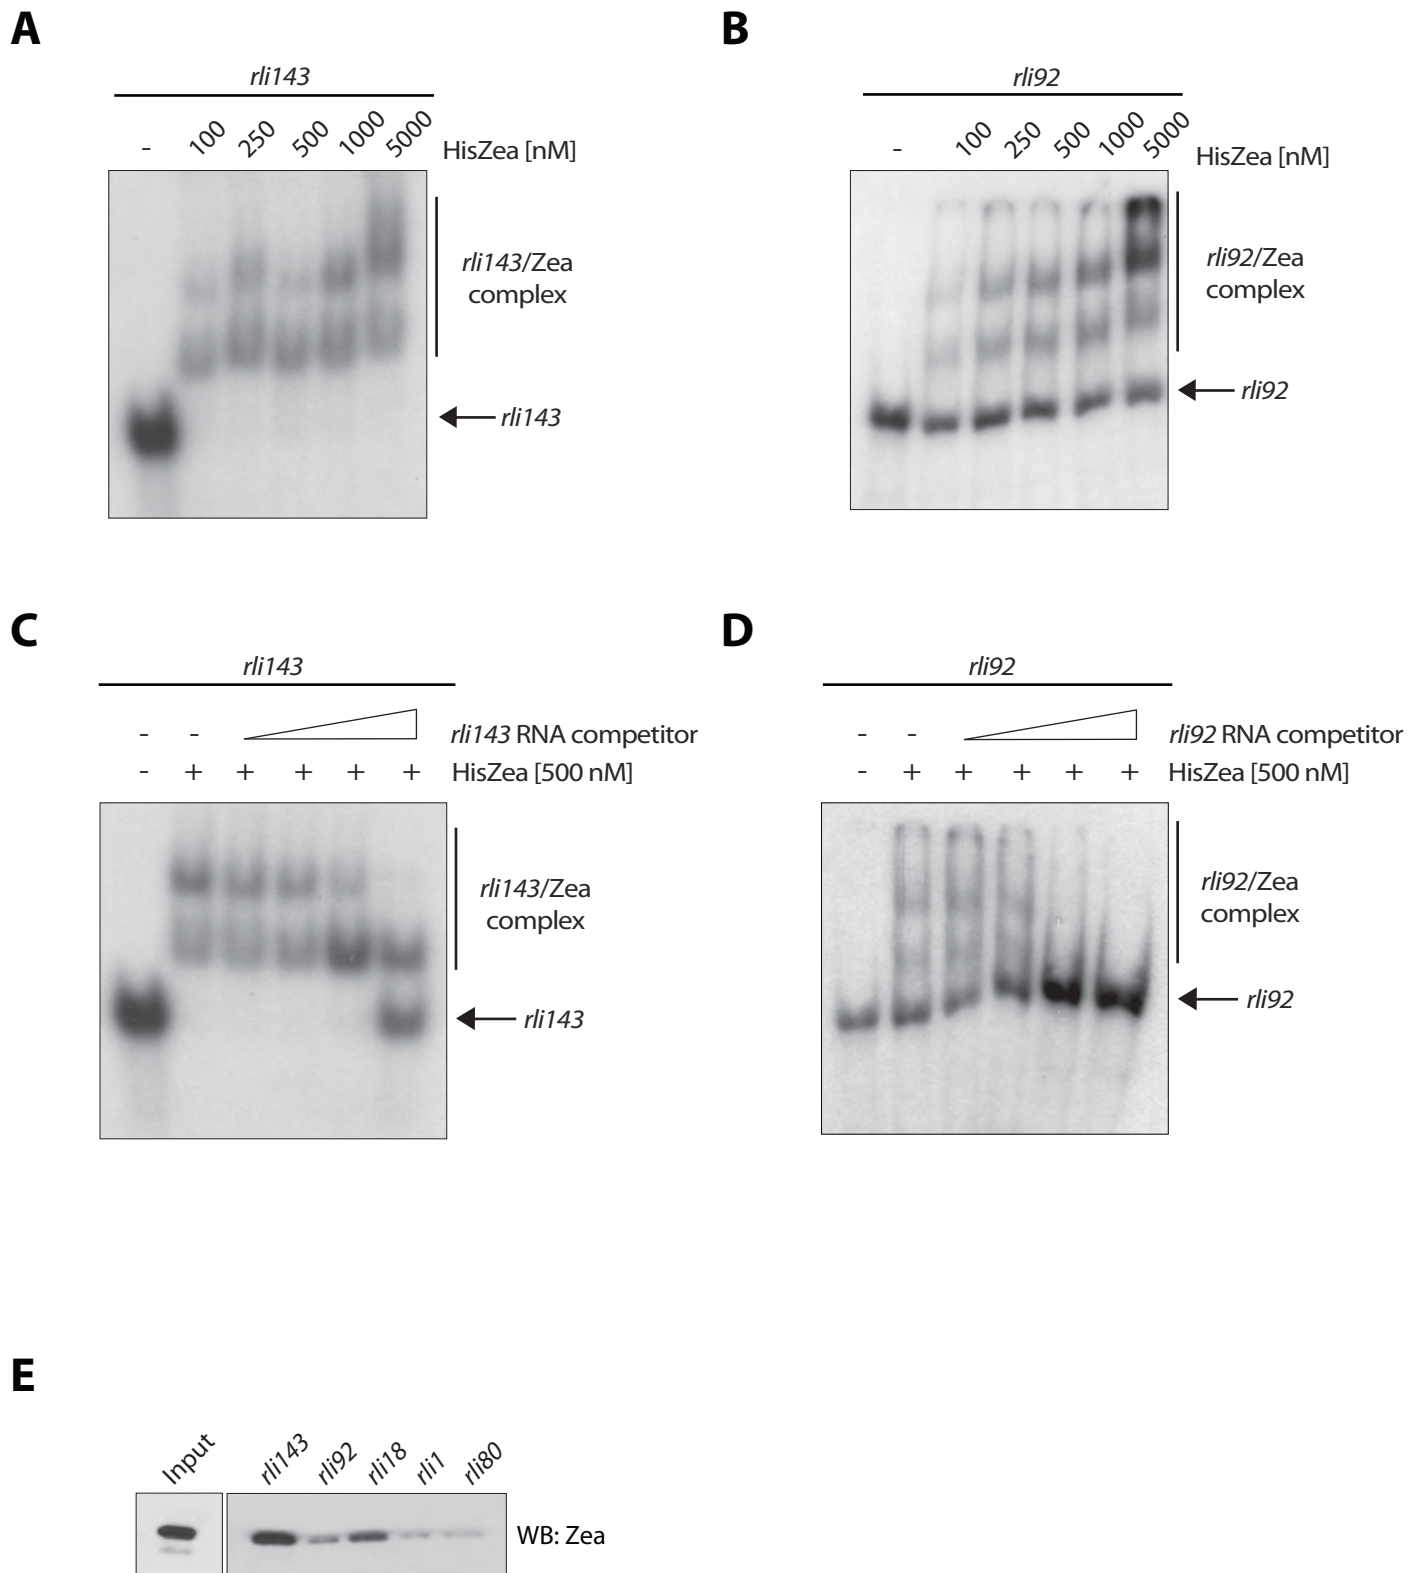 A
rli143
- 100 250 500 1000 5000 HisZea [nM]
rli143/Zea
complex
rli143
B
rli92
- 100 250 500 1000 5000 HisZea [nM]
rli92/Zea
complex
rli92
C
rli143
- - rli143 RNA competitor
- + + + + + HisZea [500 nM]
rli143/Zea
complex
rli143
D
rli92
- - rli92 RNA competitor
- + + + + + HisZea [500 nM]
rli92/Zea
complex
rli92
E
Input rli143 rli92 rli18 rli1 rli80
WB: Zea